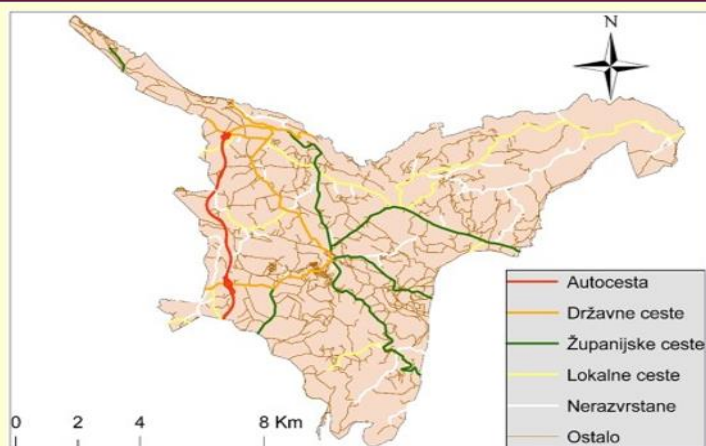 N
Autocesta
Državne ceste
Županijske ceste
Lokalne ceste
Nerazvrstane
Ostalo
0 2 4 8 Km